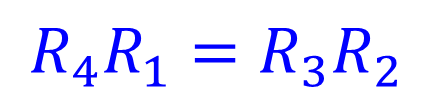 R₄R₁ = R₃R₂